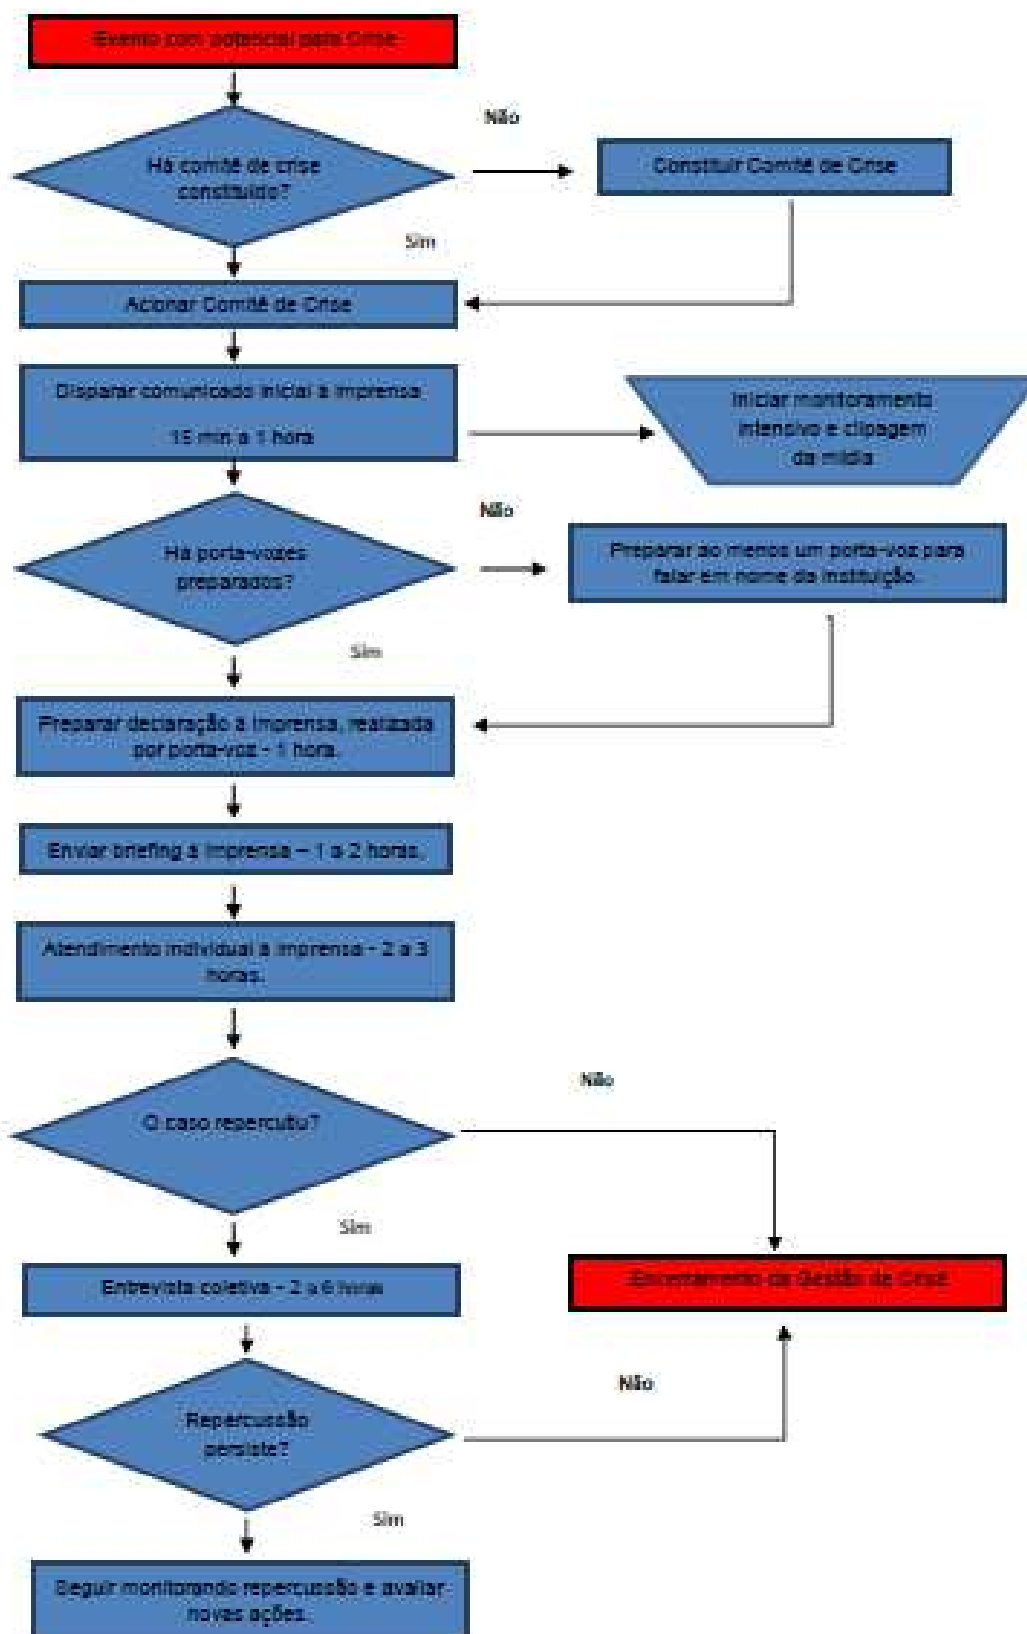 Evento com potencial para Crise
Não
Há comitê de crise
constituído?
Constituir Comitê de Crise
Sim
Acionar Comitê de Crise
Disparar comunicado inicial à imprensa
15 min a 1 hora
Iniciar monitoramento
intensivo e clipagem
da mídia
Não
Há porta-vozes
preparados?
Preparar ao menos um porta-voz para
falar em nome da instituição.
Sim
Preparar declaração à imprensa, realizada
por porta-voz - 1 hora.
Enviar briefing à imprensa – 1 a 2 horas.
Atendimento individual à imprensa - 2 a 3
horas.
Não
O caso repercutiu?
Sim
Entrevista coletiva - 2 a 6 horas
Encerramento da Gestão de Crise
Não
Repercussão
persiste?
Sim
Seguir monitorando repercussão e avaliar
novas ações.